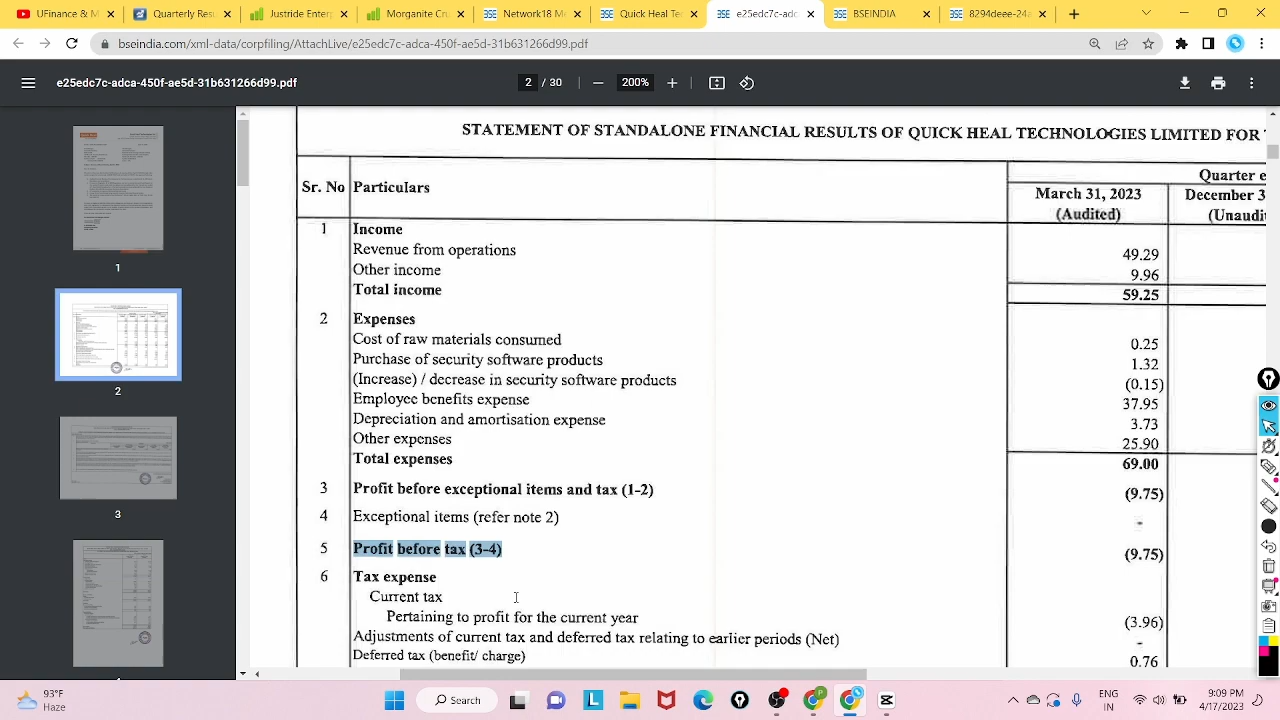 UFinance & M
Quarterly Resu
Justride Enterp
Morganite Cru
Network18 Me
Quick Heal Tec
e25edc7c-adc
BSEINDIA
8294deee-24a
bseindia.com/xml-data/corpfiling/AttachLive/e25edc7c-adca-450f-ae5d-31b631266d99.pdf
e25edc7c-adca-450f-ae5d-31b631266d99.pdf
2 / 30
200%
STATEMENT OF STANDALONE FINANCIAL RESULTS OF QUICK HEAL TECHNOLOGIES LIMITED FOR
Quarter e
Sr. No Particulars March 31, 2023 December 3
(Audited) (Unaudit
1 Income
Revenue from operations 49.29
Other income 9.96
Total income 59.25
2 Expenses
Cost of raw materials consumed 0.25
Purchase of security software products 1.32
(Increase) / decrease in security software products (0.15)
Employee benefits expense 37.95
Depreciation and amortisation expense 3.73
Other expenses 25.90
Total expenses 69.00
3 Profit before exceptional items and tax (1-2) (9.75)
4 Exceptional items (refer note 2) -
5 Profit before tax (3-4) (9.75)
6 Tax expense
Current tax
Pertaining to profit for the current year (3.96)
Adjustments of current tax and deferred tax relating to earlier periods (Net) -
Deferred tax (benefit/ charge) 0.76
1
2
3
93°F
Haze
Search
ENG
IN
9:09 PM
4/17/2023